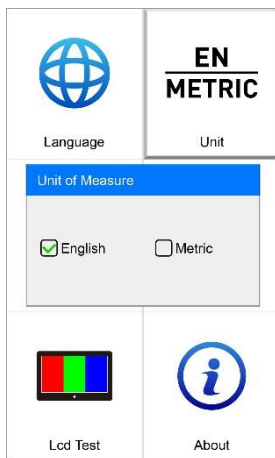 EN
METRIC
Language
Unit
Unit of Measure
English
Metric
Lcd Test
About